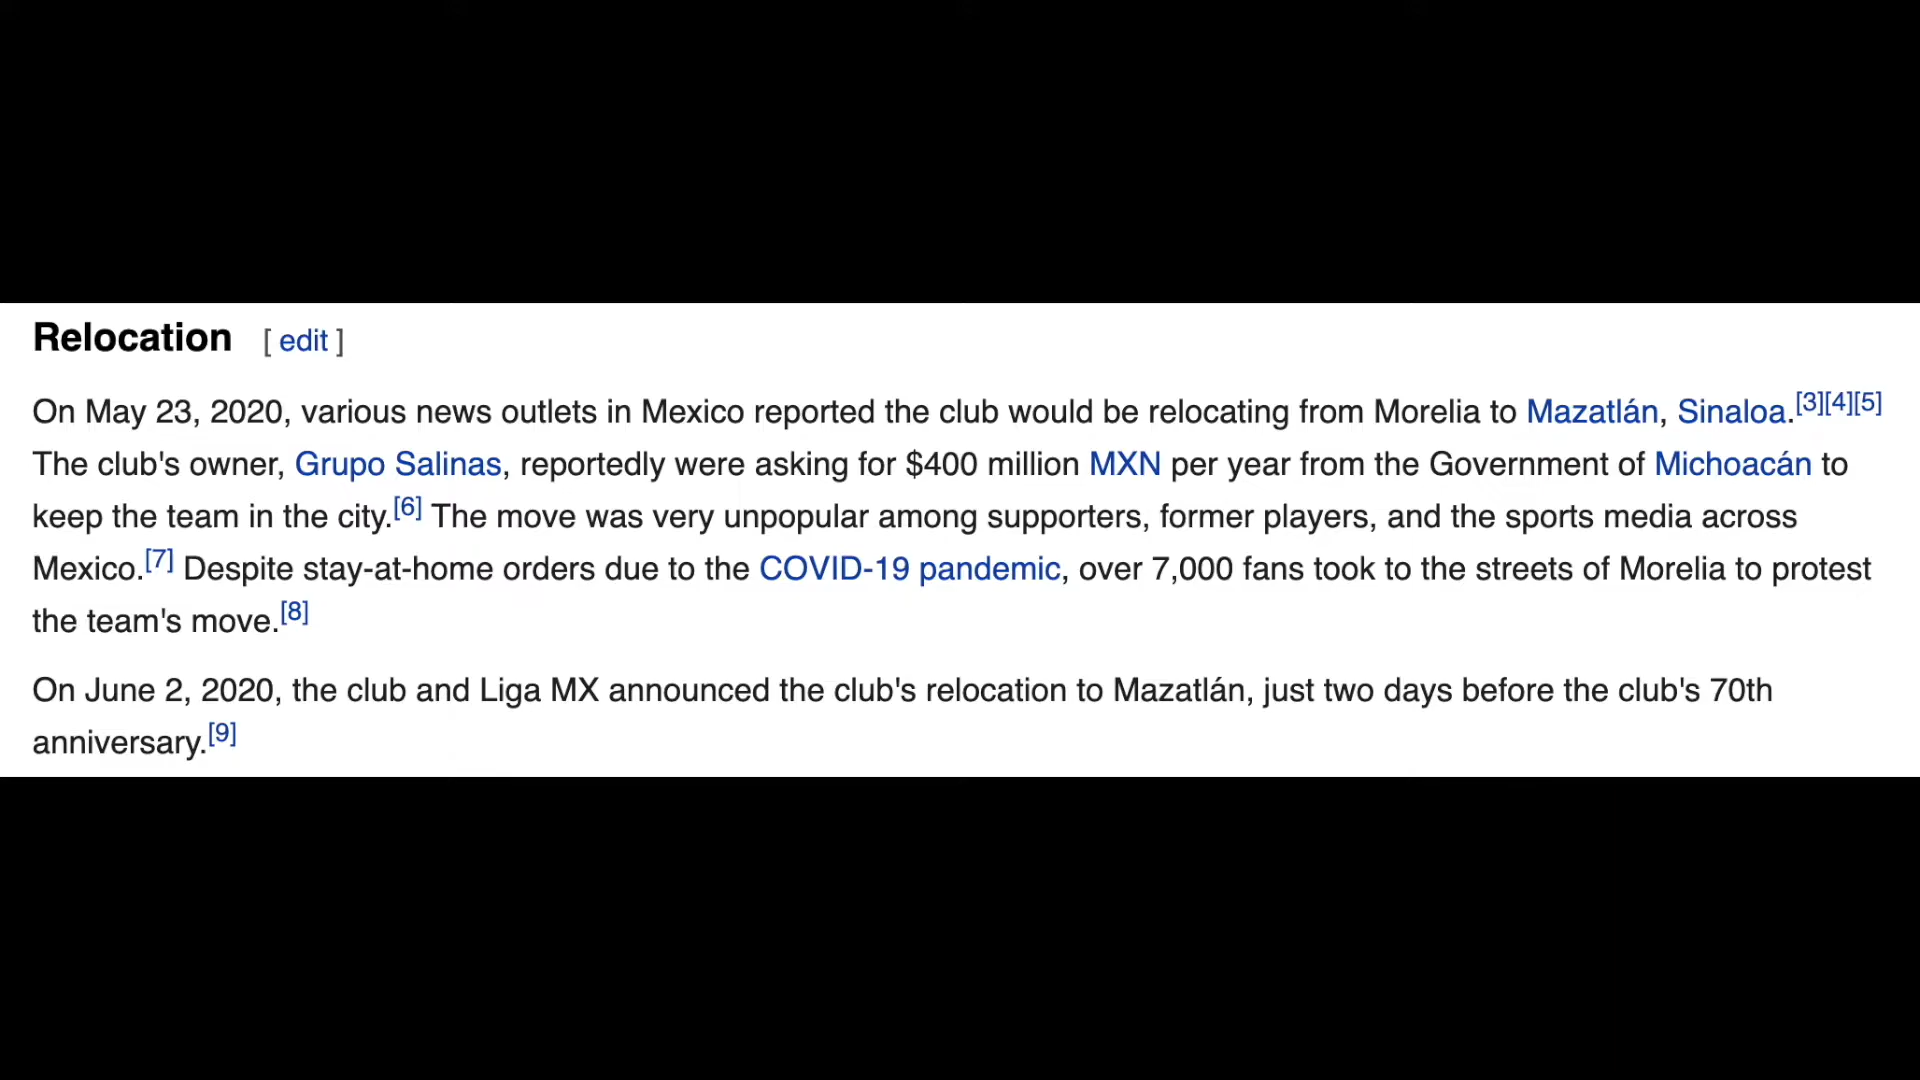 Relocation [ edit ]
On May 23, 2020, various news outlets in Mexico reported the club would be relocating from Morelia to Mazatlán, Sinaloa.[3][4][5]
The club's owner, Grupo Salinas, reportedly were asking for $400 million MXN per year from the Government of Michoacán to
keep the team in the city.[6] The move was very unpopular among supporters, former players, and the sports media across
Mexico.[7] Despite stay-at-home orders due to the COVID-19 pandemic, over 7,000 fans took to the streets of Morelia to protest
the team's move.[8]
On June 2, 2020, the club and Liga MX announced the club's relocation to Mazatlán, just two days before the club's 70th
anniversary.[9]